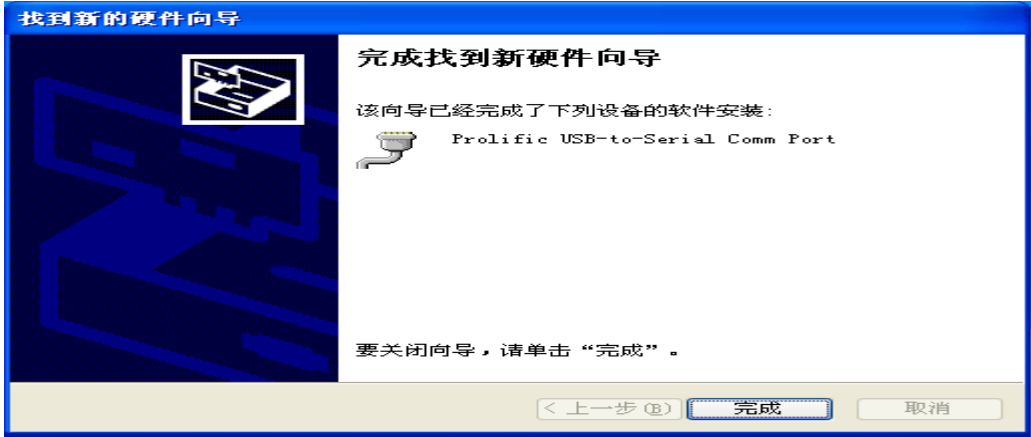 找到新的硬件向导
完成找到新硬件向导
该向导已经完成了下列设备的软件安装:
Prolific USB-to-Serial Comm Port
要关闭向导，请单击“完成”。
< 上一步(B)
完成
取消